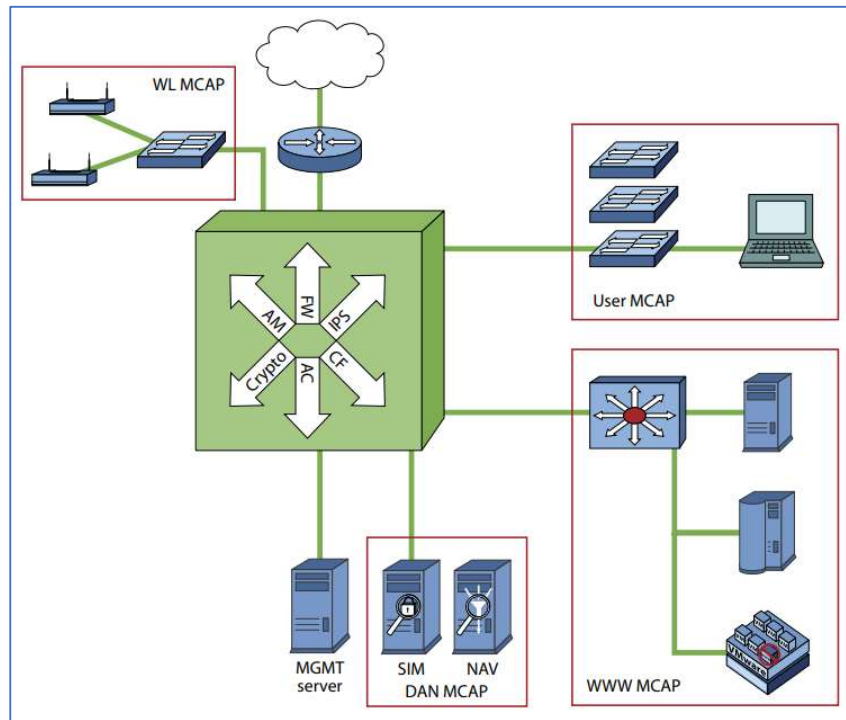 WL MCAP
FW
IPS
AM
Crypto
AC
CF
User MCAP
MGMT
server
SIM
NAV
DAN MCAP
VMware
WWW MCAP